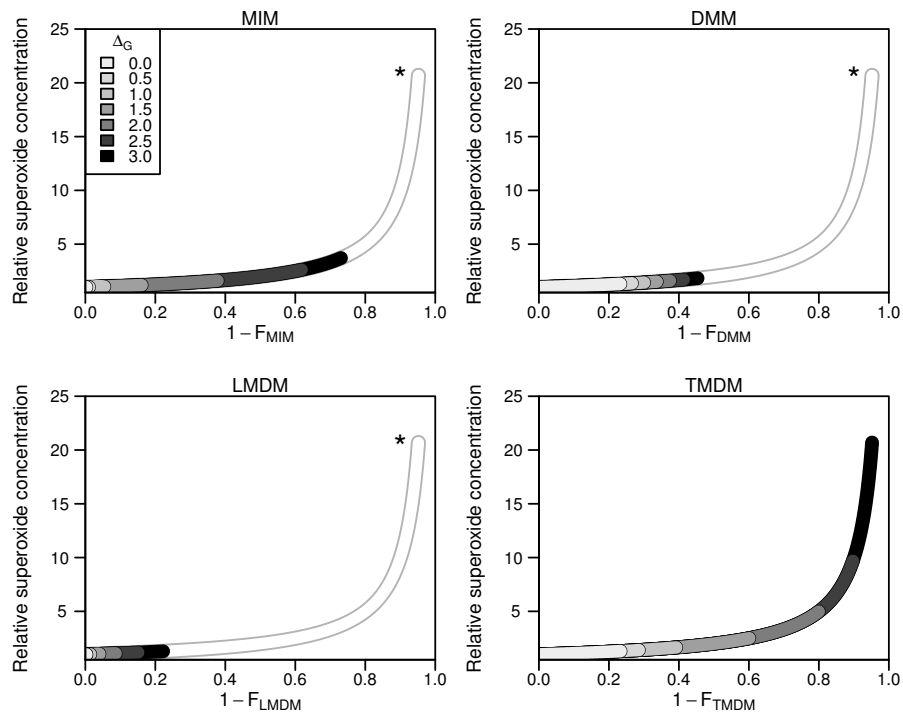 MIM
Relative superoxide concentration
25
20
15
10
5
Δ_G
0.0
0.5
1.0
1.5
2.0
2.5
3.0
*
0.0 0.2 0.4 0.6 0.8 1.0
1 − F_MIM
DMM
Relative superoxide concentration
25
20
15
10
5
*
0.0 0.2 0.4 0.6 0.8 1.0
1 − F_DMM
LMDM
Relative superoxide concentration
25
20
15
10
5
*
0.0 0.2 0.4 0.6 0.8 1.0
1 − F_LMDM
TMDM
Relative superoxide concentration
25
20
15
10
5
0.0 0.2 0.4 0.6 0.8 1.0
1 − F_TMDM